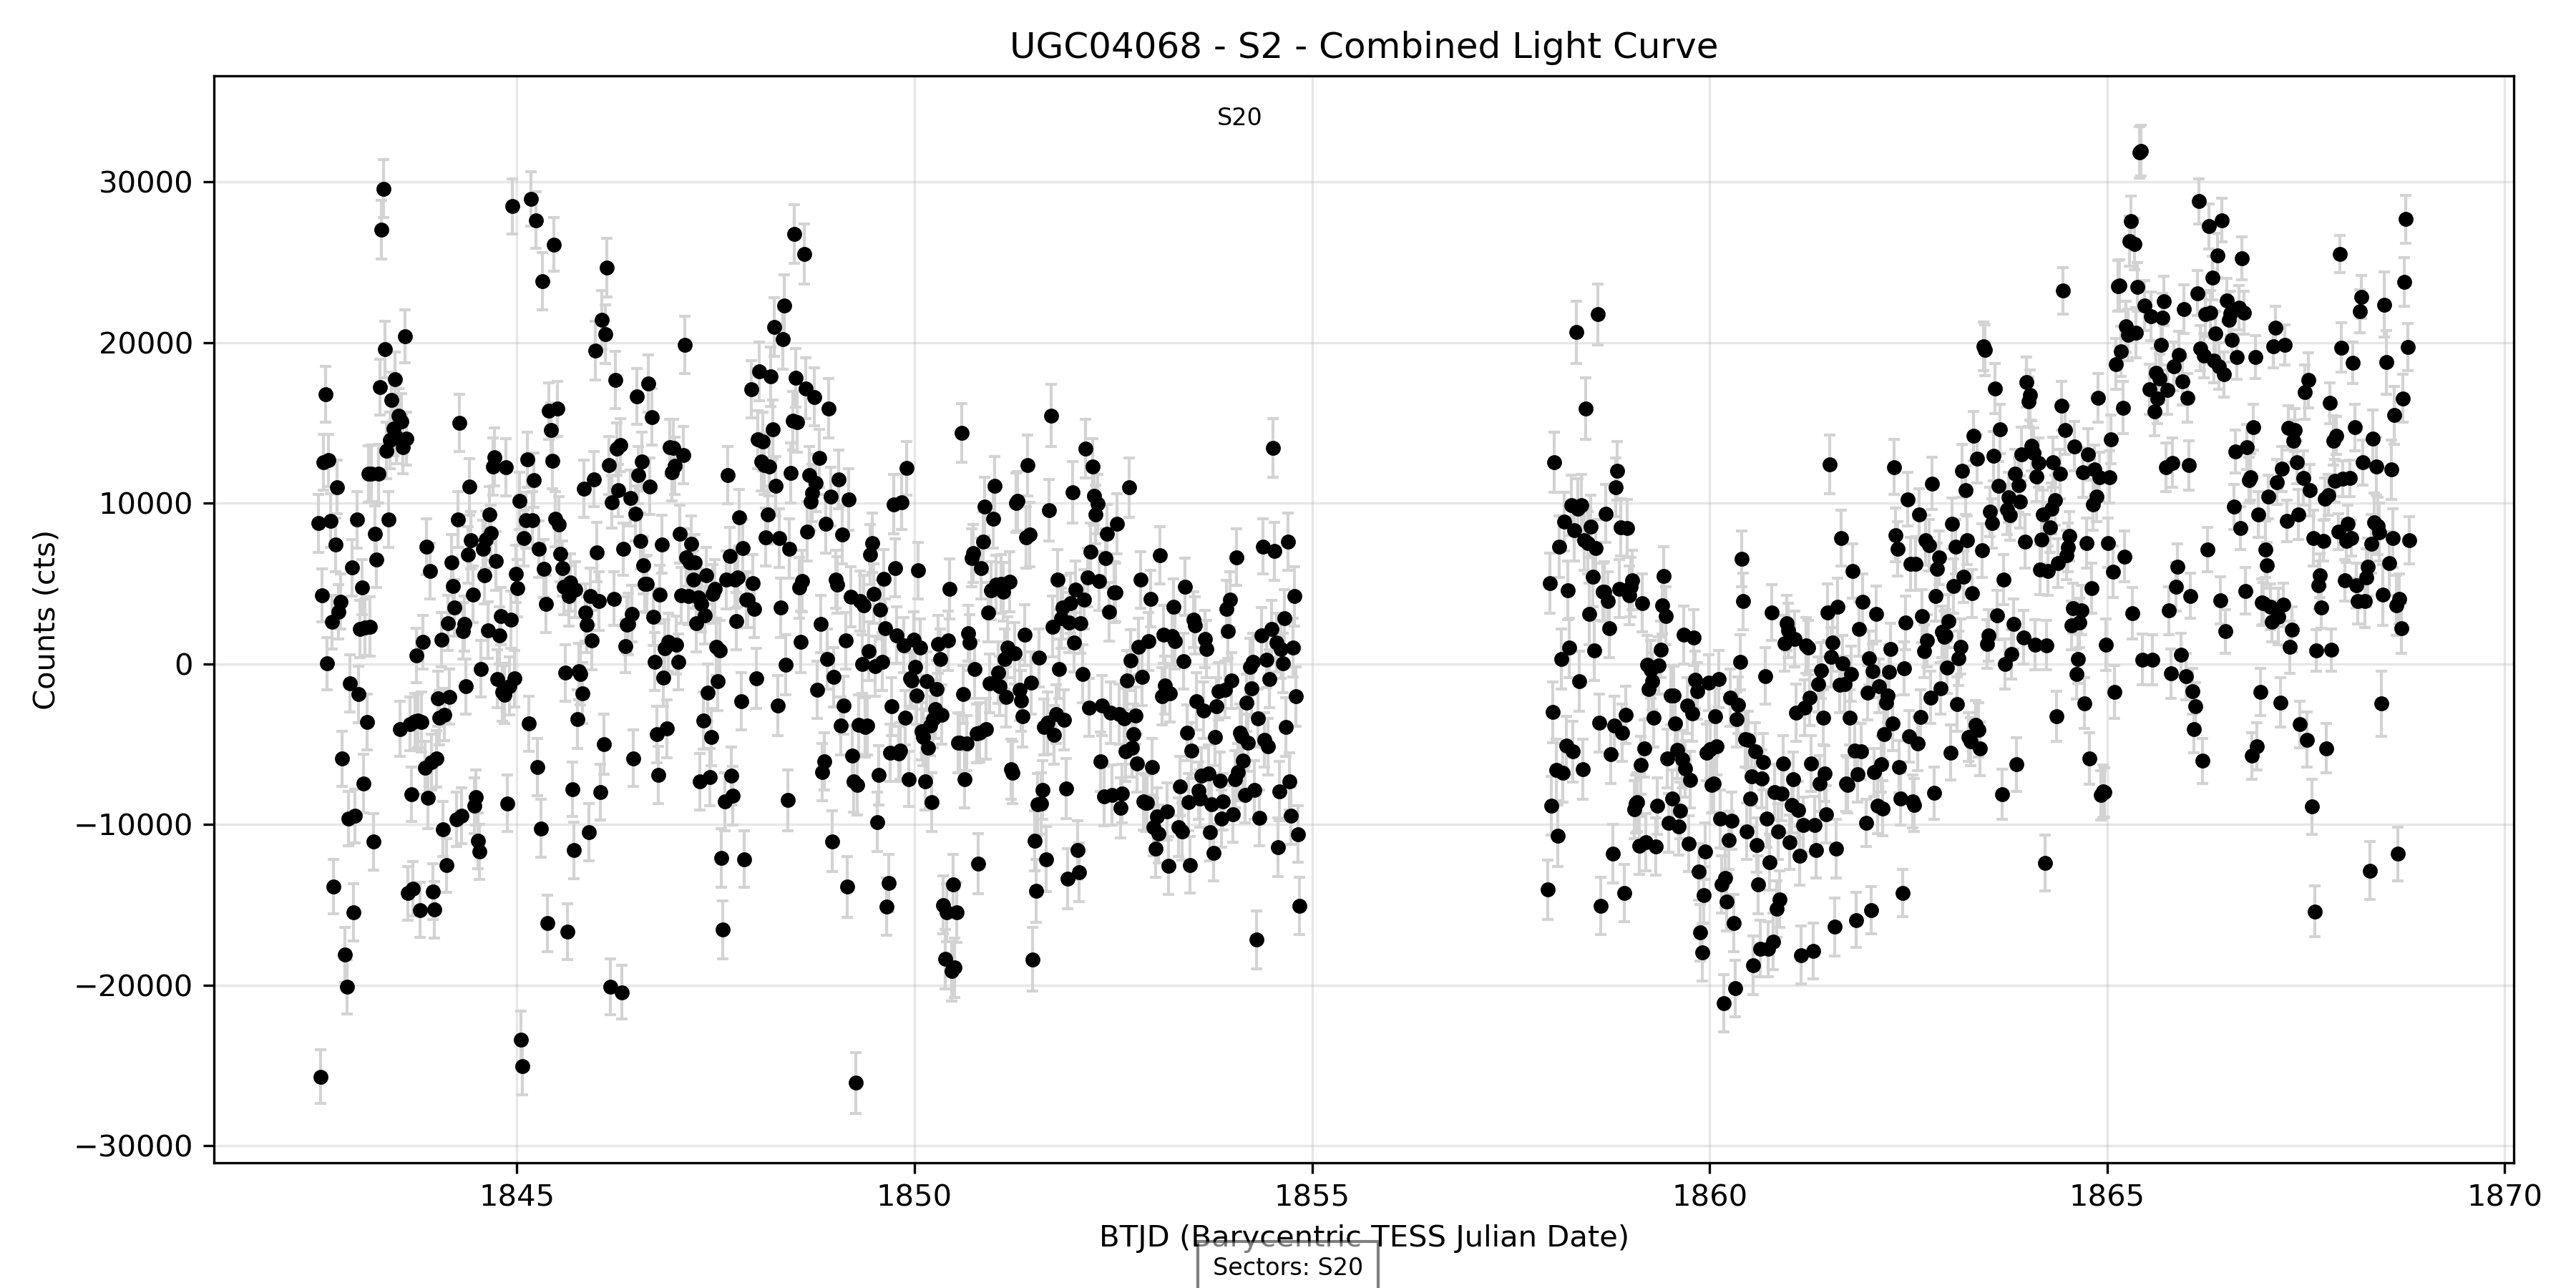 UGC04068 - S2 - Combined Light Curve
S20
Counts (cts)
30000
20000
10000
0
−10000
−20000
−30000
1845
1850
1855
1860
1865
1870
BTJD (Barycentric TESS Julian Date)
Sectors: S20